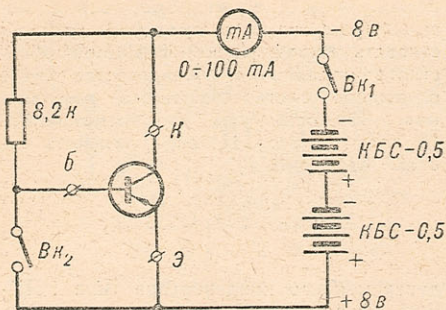 mA
- 8 в
0÷100 mA
Вк₁
8,2 к
К
-
КБС-0,5
+
Б
-
КБС-0,5
+
Вк₂
Э
+ 8 в